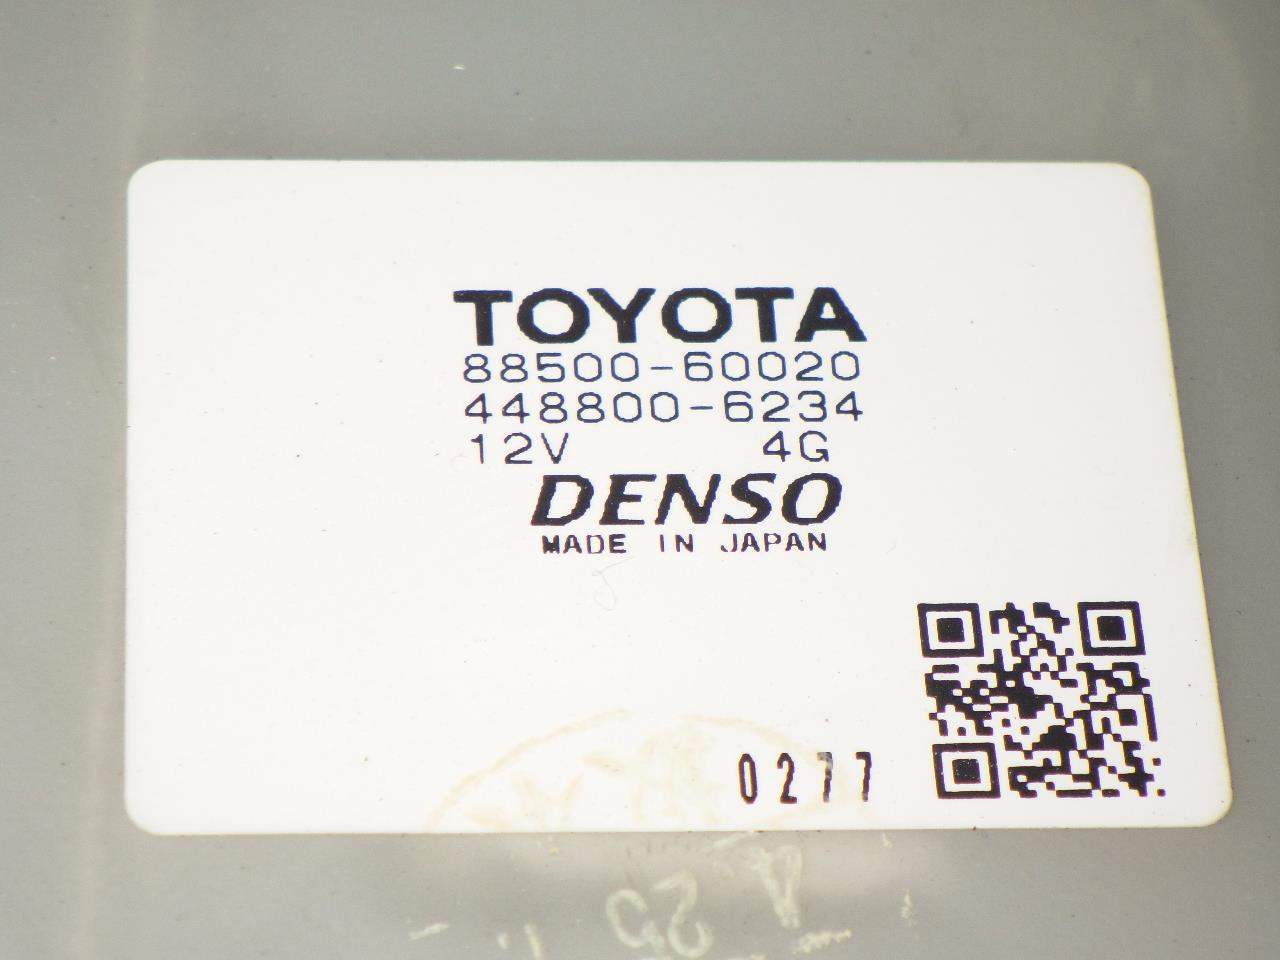 TOYOTA
88500-60020
448800-6234
12V 4G
DENSO
MADE IN JAPAN
0277